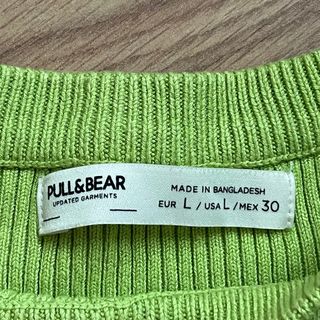 PULL&BEAR
UPDATED GARMENTS
MADE IN BANGLADESH
EUR L / USA L / MEX 30